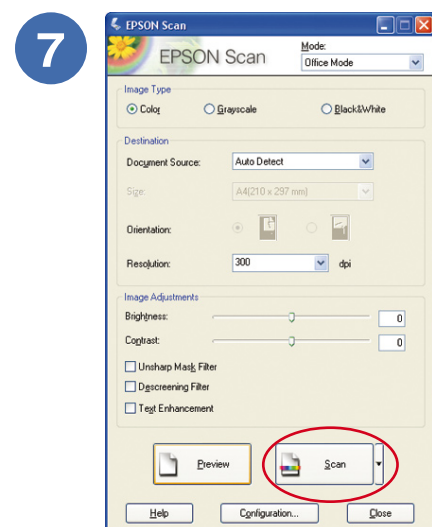 7
EPSON Scan
EPSON Scan
Mode:
Office Mode
Image Type
Color Grayscale Black&White
Destination
Document Source: Auto Detect
Size: A4(210 x 297 mm)
Orientation:
Resolution: 300 dpi
Image Adjustments
Brightness: 0
Contrast: 0
Unsharp Mask Filter
Descreening Filter
Text Enhancement
Preview Scan
Help Configuration... Close